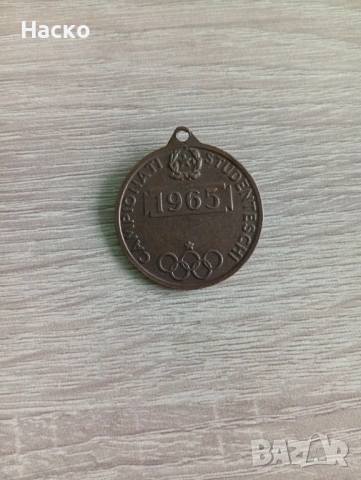 Наско
CAMPIONATI STUDENTESCHI
1965
BAZAR